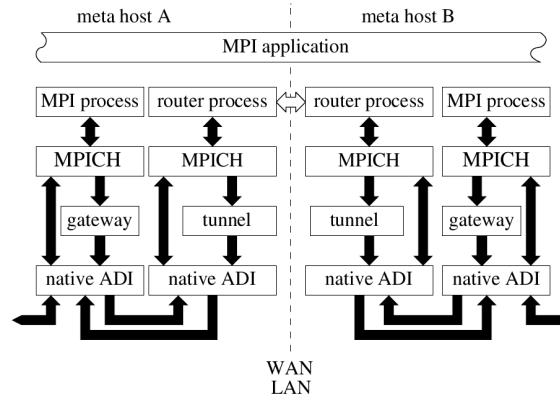 meta host A meta host B
MPI application
MPI process router process router process MPI process
MPICH MPICH MPICH MPICH
gateway tunnel tunnel gateway
native ADI native ADI native ADI native ADI
WAN
LAN